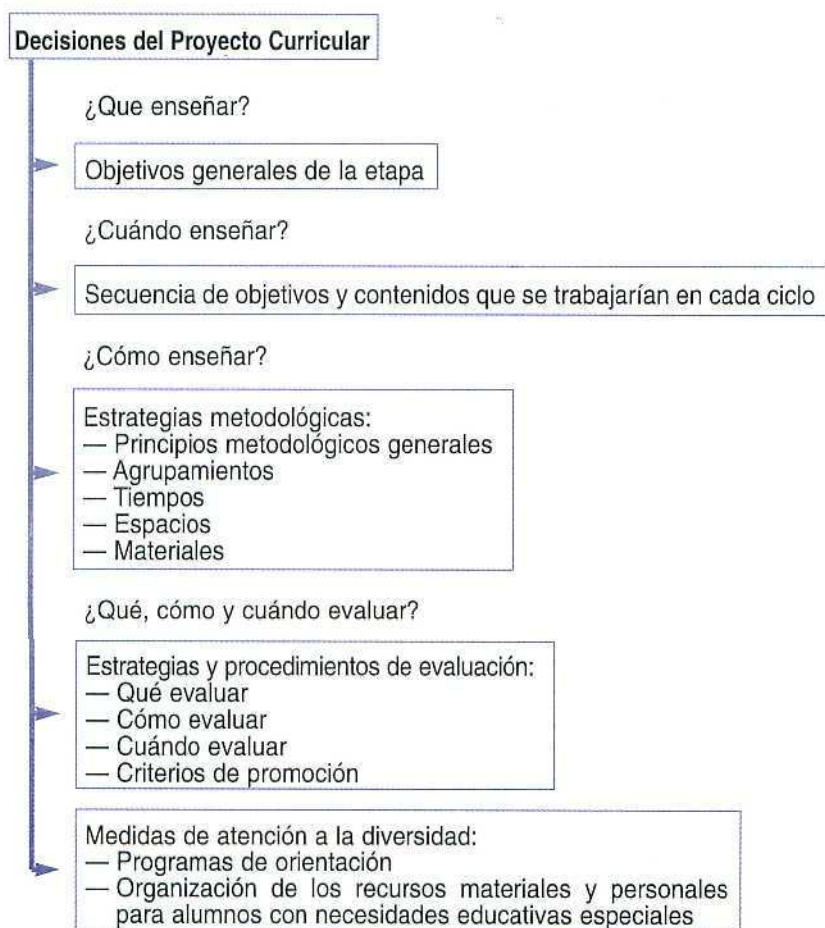 Decisiones del Proyecto Curricular
¿Que enseñar?
Objetivos generales de la etapa
¿Cuándo enseñar?
Secuencia de objetivos y contenidos que se trabajarían en cada ciclo
¿Cómo enseñar?
Estrategias metodológicas:
— Principios metodológicos generales
— Agrupamientos
— Tiempos
— Espacios
— Materiales
¿Qué, cómo y cuándo evaluar?
Estrategias y procedimientos de evaluación:
— Qué evaluar
— Cómo evaluar
— Cuándo evaluar
— Criterios de promoción
Medidas de atención a la diversidad:
— Programas de orientación
— Organización de los recursos materiales y personales
para alumnos con necesidades educativas especiales